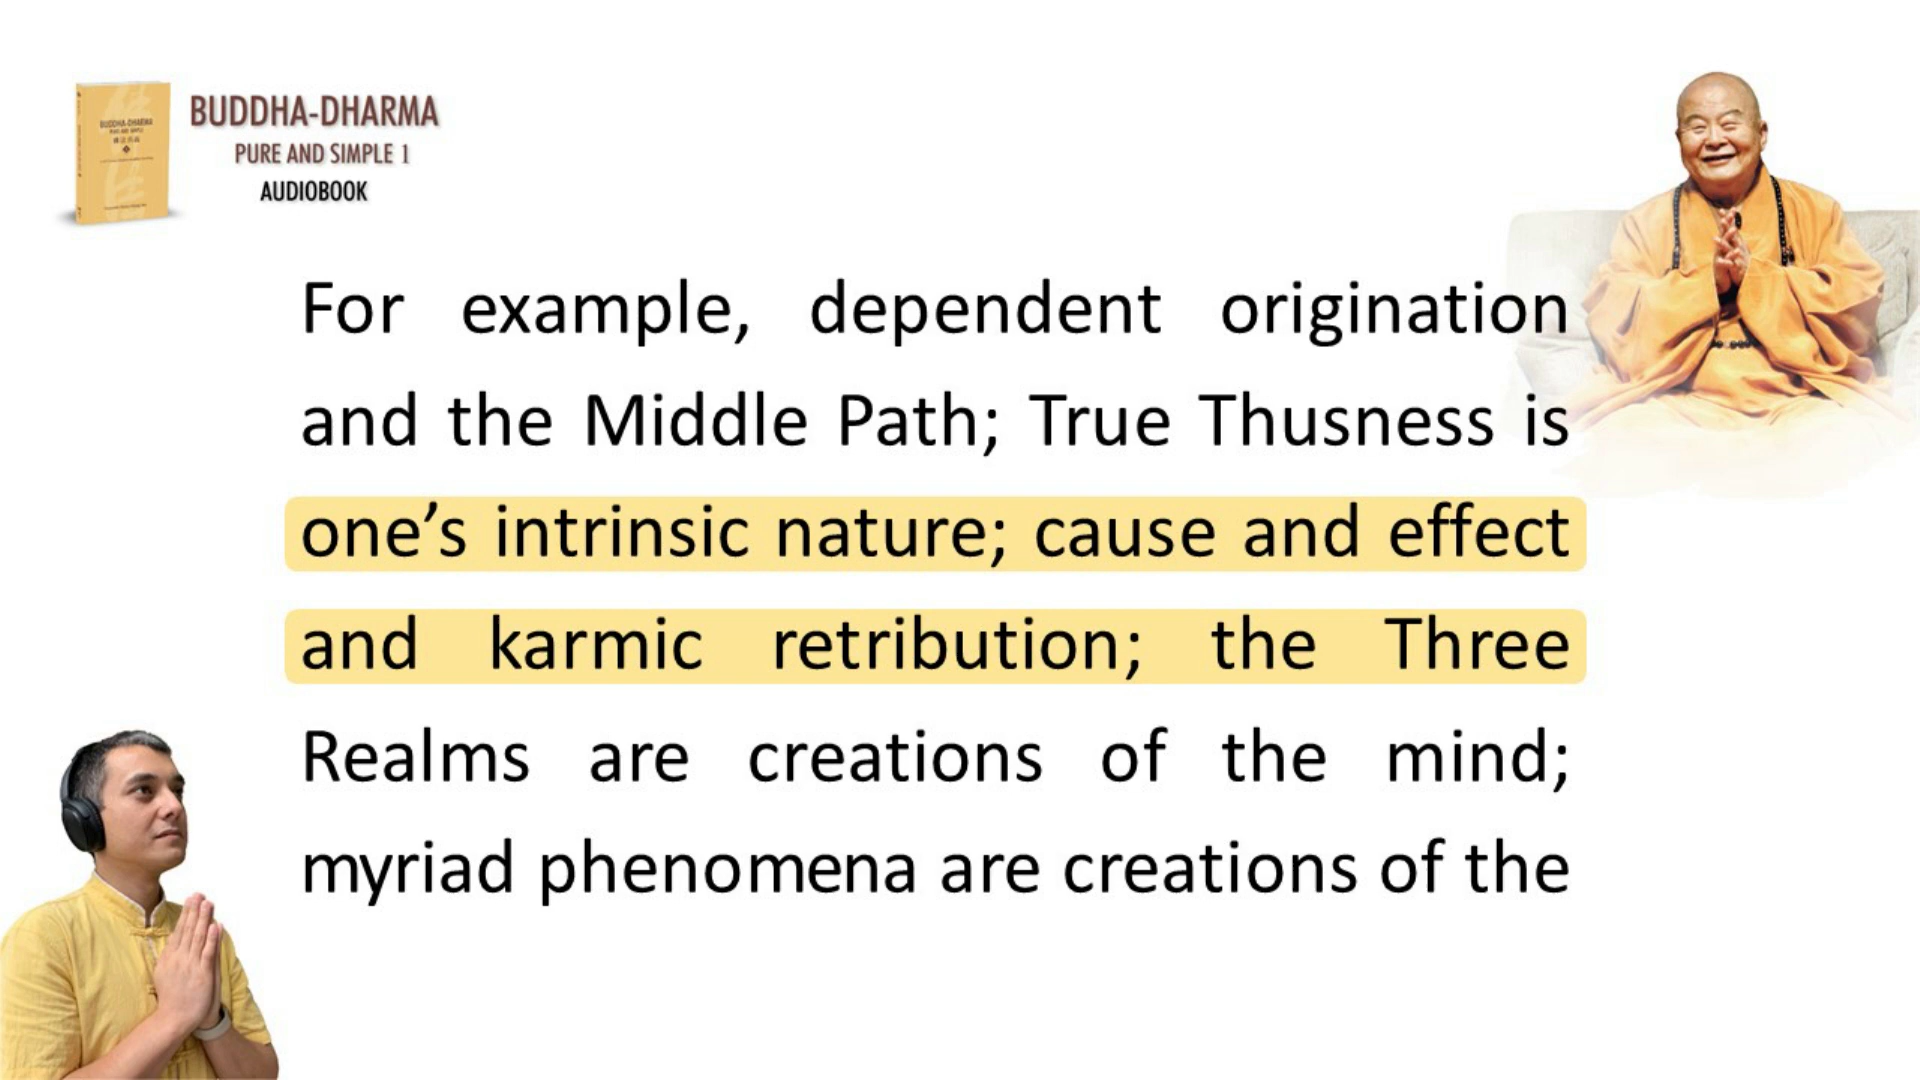 BUDDHA-DHARMA
PURE AND SIMPLE 1
AUDIOBOOK
BUDDHA-DHARMA
For example, dependent origination
and the Middle Path; True Thusness is
one’s intrinsic nature; cause and effect
and karmic retribution; the Three
Realms are creations of the mind;
myriad phenomena are creations of the